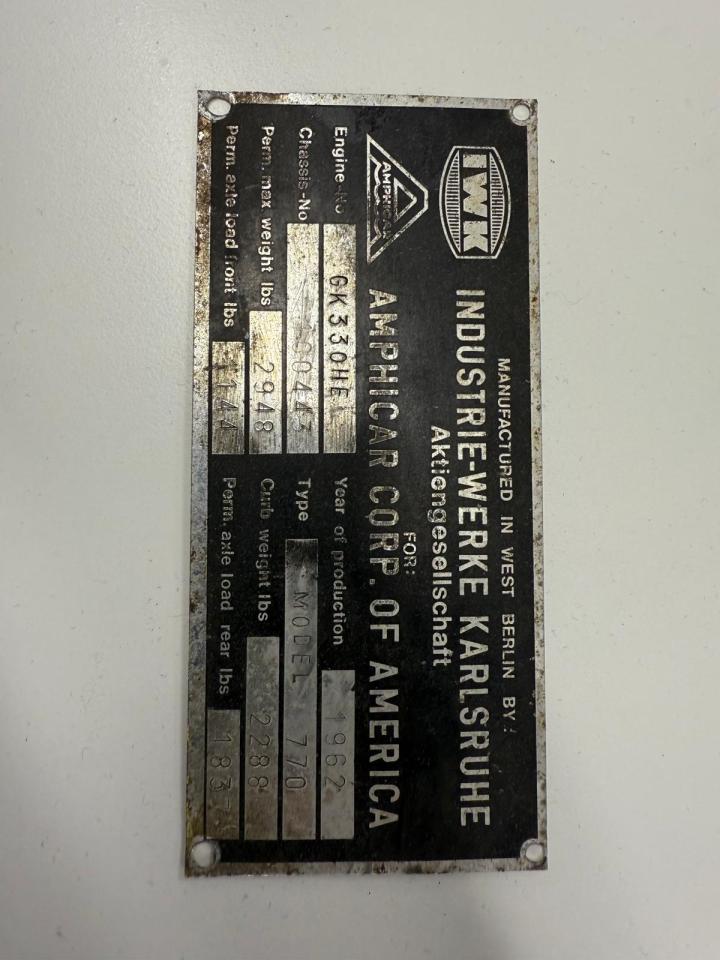 IWK
MANUFACTURED IN WEST BERLIN BY:
INDUSTRIE-WERKE KARLSRUHE
Aktiengesellschaft
FOR:
AMPHICAR
AMPHICAR CORP. OF AMERICA
Engine-No GK330HE Year of production 1962
Chassis-No Type MODEL 770
Perm. max weight lbs 2948 Curb weight lbs 2288
Perm. axle load front lbs 1144 Perm. axle load rear lbs